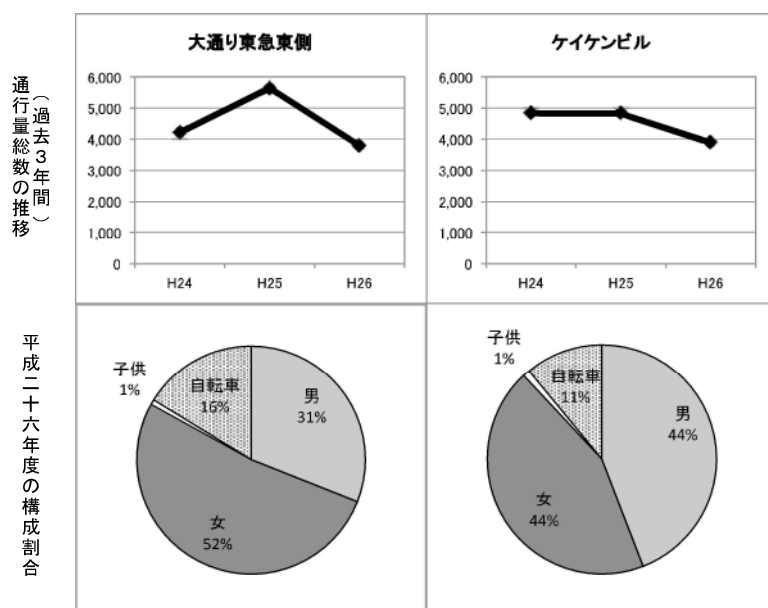 大通り東急東側
ケイケンビル
通行量総数の推移
（過去3年間）
6,000
5,000
4,000
3,000
2,000
1,000
0
H24 H25 H26
6,000
5,000
4,000
3,000
2,000
1,000
0
H24 H25 H26
平成二十六年度の構成割合
子供
1%
自転車
16%
男
31%
女
52%
子供
1%
自転車
11%
男
44%
女
44%